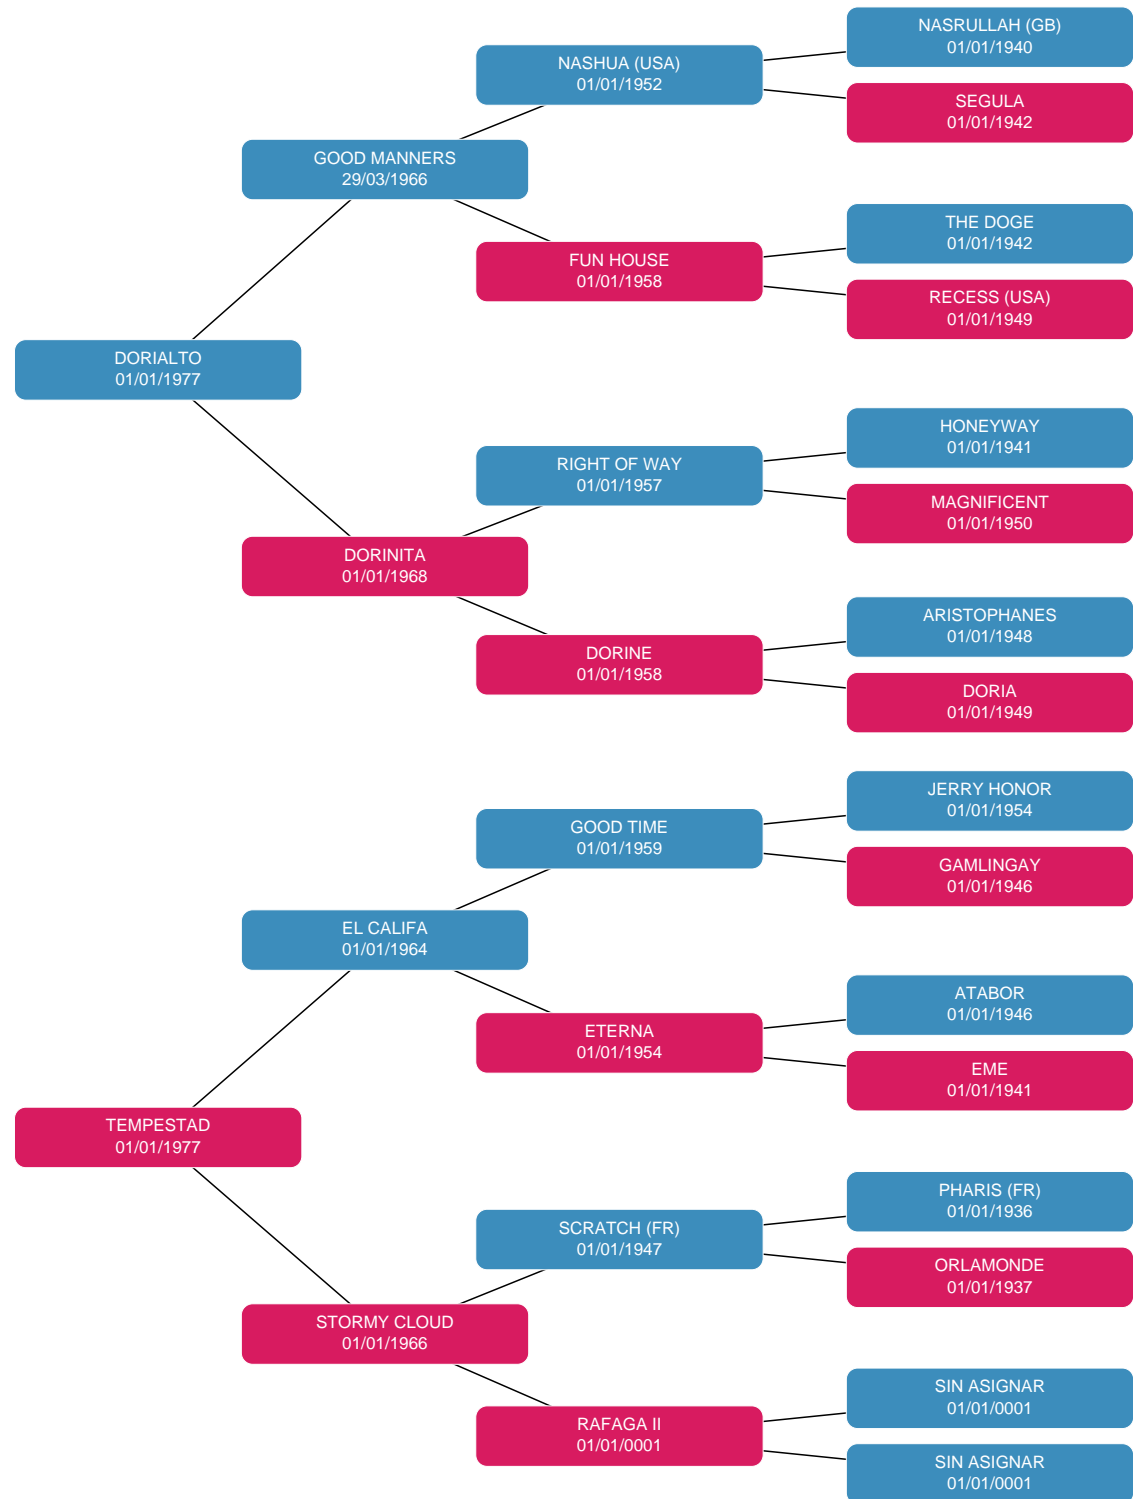 NASRULLAH (GB)
01/01/1940
NASHUA (USA)
01/01/1952
SEGULA
01/01/1942
GOOD MANNERS
29/03/1966
THE DOGE
01/01/1942
FUN HOUSE
01/01/1958
RECESS (USA)
01/01/1949
DORIALTO
01/01/1977
HONEYWAY
01/01/1941
RIGHT OF WAY
01/01/1957
MAGNIFICENT
01/01/1950
DORINITA
01/01/1968
ARISTOPHANES
01/01/1948
DORINE
01/01/1958
DORIA
01/01/1949
JERRY HONOR
01/01/1954
GOOD TIME
01/01/1959
GAMLINGAY
01/01/1946
EL CALIFA
01/01/1964
ATABOR
01/01/1946
ETERNA
01/01/1954
EME
01/01/1941
TEMPESTAD
01/01/1977
PHARIS (FR)
01/01/1936
SCRATCH (FR)
01/01/1947
ORLAMONDE
01/01/1937
STORMY CLOUD
01/01/1966
SIN ASIGNAR
01/01/0001
RAFAGA II
01/01/0001
SIN ASIGNAR
01/01/0001